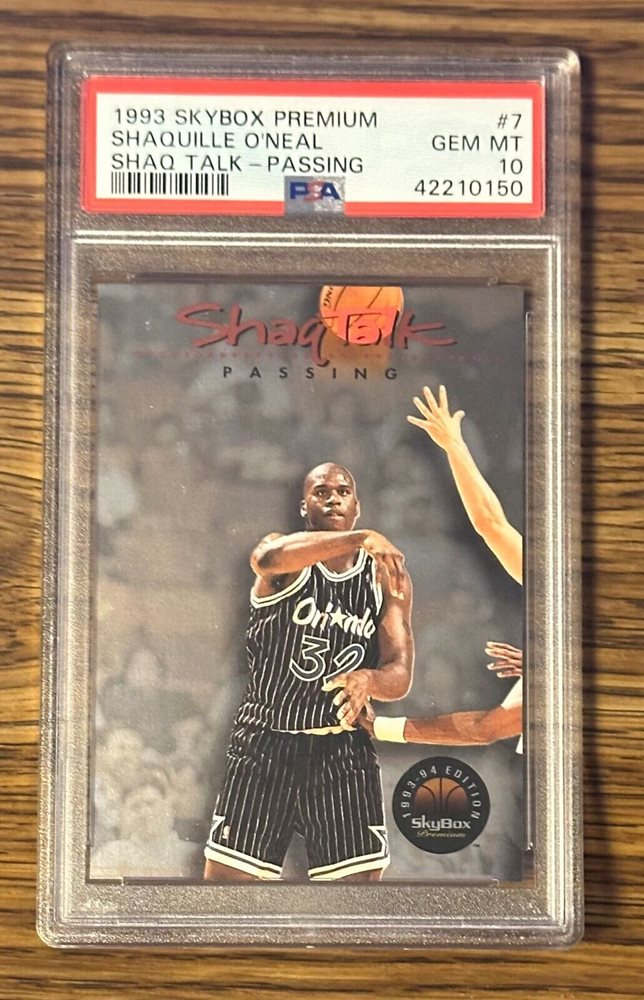 1993 SKYBOX PREMIUM #7
SHAQUILLE O'NEAL GEM MT
SHAQ TALK – PASSING 10
PSA 42210150
Shaq Talk
PASSING
Orlando
32
1993-94 EDITION
SkyBox
Premium
TM